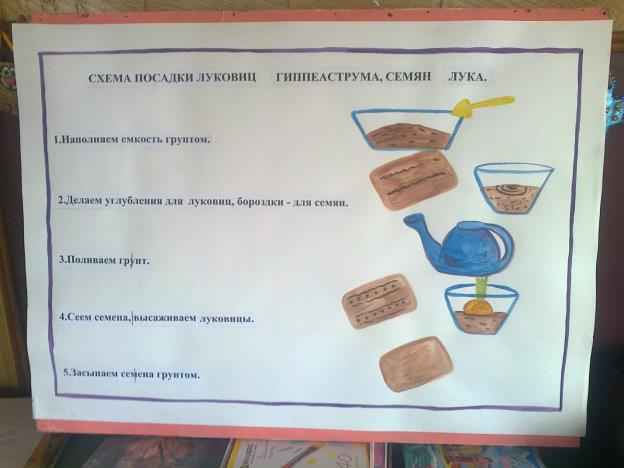 СХЕМА ПОСАДКИ ЛУКОВИЦ ГИППЕАСТРУМА, СЕМЯН ЛУКА.
1.Наполняем емкость грунтом.
2.Делаем углубления для луковиц, бороздки - для семян.
3.Поливаем грунт.
4.Сеем семена, высаживаем луковицы.
5.Засыпаем семена грунтом.